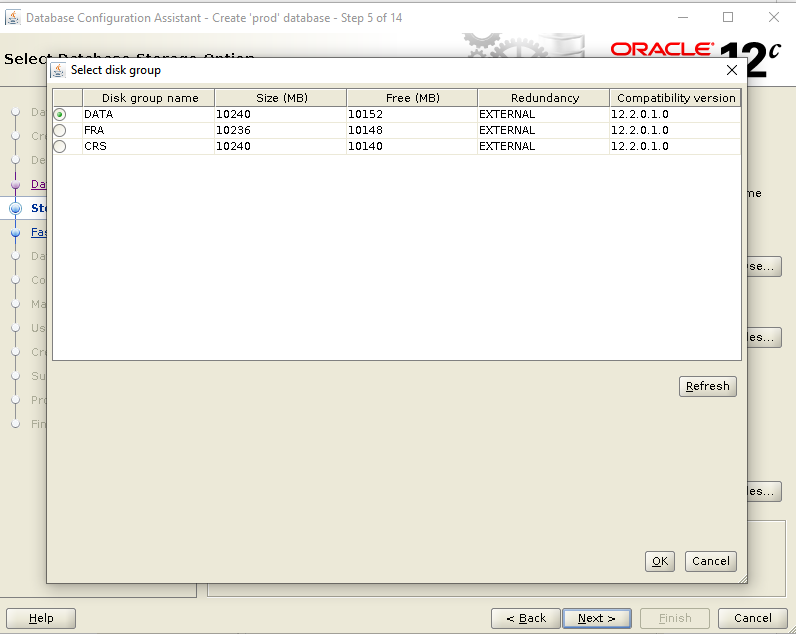 Database Configuration Assistant - Create 'prod' database - Step 5 of 14
Select Database Storage Option
ORACLE 12c
Select disk group
Disk group name Size (MB) Free (MB) Redundancy Compatibility version
DATA 10240 10152 EXTERNAL 12.2.0.1.0
FRA 10236 10148 EXTERNAL 12.2.0.1.0
CRS 10240 10140 EXTERNAL 12.2.0.1.0
Da
Cr
De
Da
Sto
Fas
Da
Co
Ma
Us
Cre
Su
Pro
Fin
me
se...
les...
les...
Refresh
OK Cancel
Help < Back Next > Finish Cancel